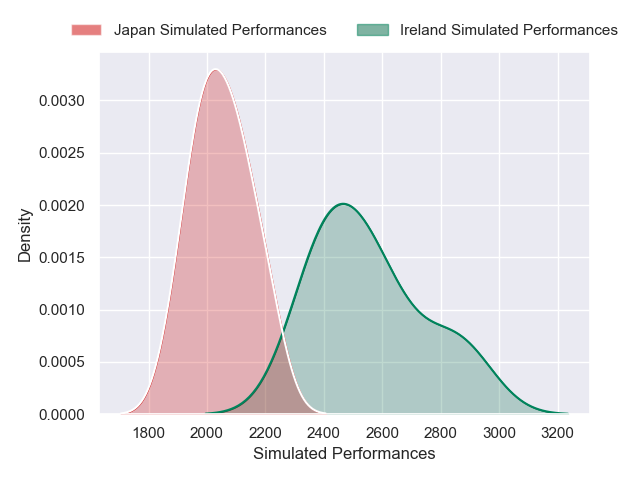 Japan Simulated Performances
Ireland Simulated Performances
0.0030
0.0025
0.0020
0.0015
0.0010
0.0005
0.0000
Density
1800 2000 2200 2400 2600 2800 3000 3200
Simulated Performances